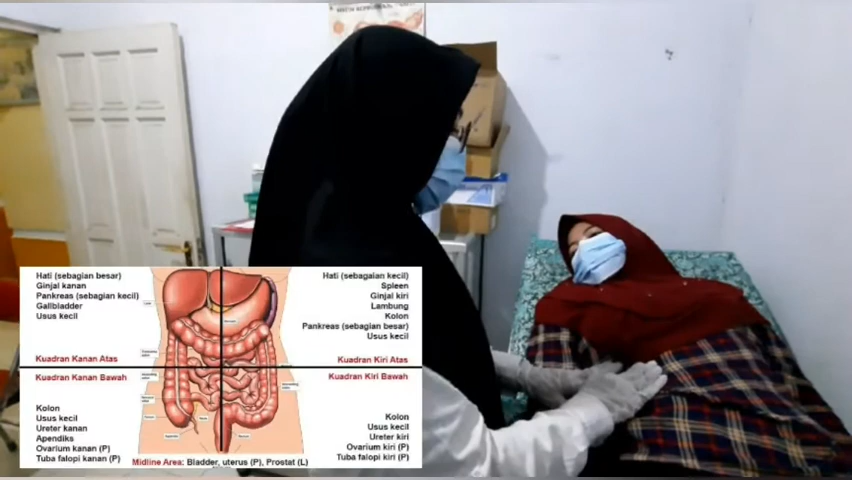 Hati (sebagian besar)
Ginjal kanan
Pankreas (sebagian kecil)
Gallbladder
Usus kecil
Kuadran Kanan Atas
Hati (sebagaian kecil)
Spleen
Ginjal kiri
Lambung
Kolon
Pankreas (sebagian besar)
Usus kecil
Kuadran Kiri Atas
Kuadran Kanan Bawah
Kolon
Usus kecil
Ureter kanan
Apendiks
Ovarium kanan (P)
Tuba falopi kanan (P)
Kuadran Kiri Bawah
Kolon
Usus kecil
Ureter kiri
Ovarium kiri (P)
Tuba falopi kiri (P)
Midline Area: Bladder, uterus (P), Prostat (L)